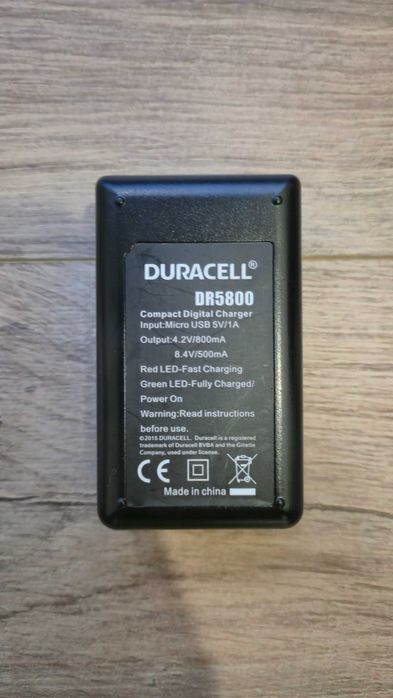 DURACELL®
DR5800
Compact Digital Charger
Input:Micro USB 5V/1A
Output:4.2V/800mA
8.4V/500mA
Red LED-Fast Charging
Green LED-Fully Charged/
Power On
Warning:Read instructions
before use.
©2016 DURACELL. Duracell is a registered
trademark of Duracell BVBA and the Gillette
Company, used under license.
CE
Made in china